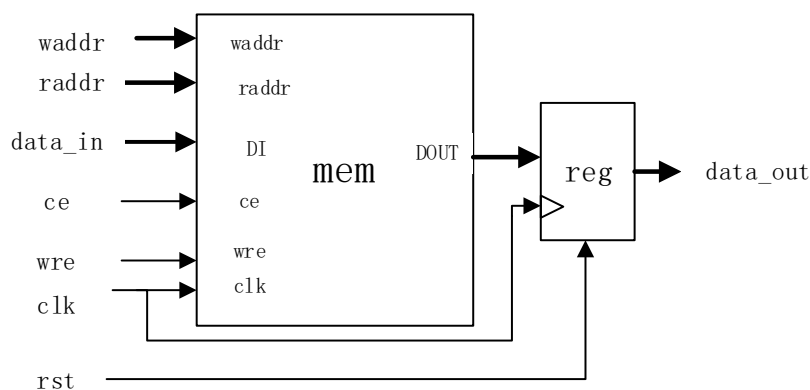 waddr
raddr
data_in
ce
wre
clk
rst
waddr
raddr
DI
ce
wre
clk
mem
DOUT
reg
data_out